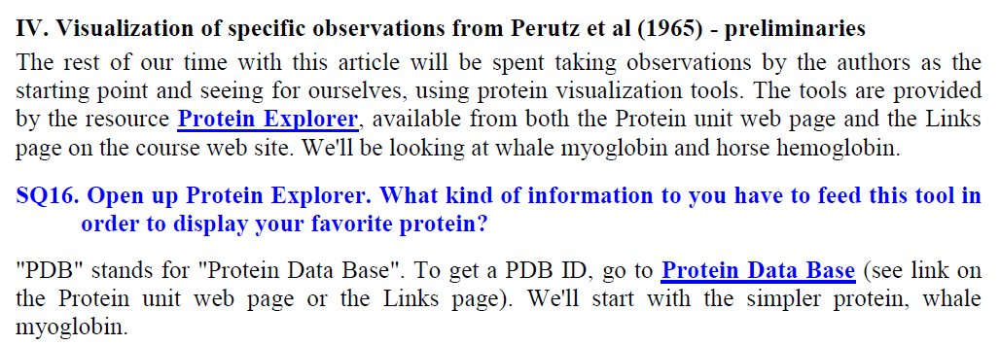 IV. Visualization of specific observations from Perutz et al (1965) - preliminaries
The rest of our time with this article will be spent taking observations by the authors as the
starting point and seeing for ourselves, using protein visualization tools. The tools are provided
by the resource Protein Explorer, available from both the Protein unit web page and the Links
page on the course web site. We'll be looking at whale myoglobin and horse hemoglobin.
SQ16. Open up Protein Explorer. What kind of information to you have to feed this tool in
order to display your favorite protein?
"PDB" stands for "Protein Data Base". To get a PDB ID, go to Protein Data Base (see link on
the Protein unit web page or the Links page). We'll start with the simpler protein, whale
myoglobin.